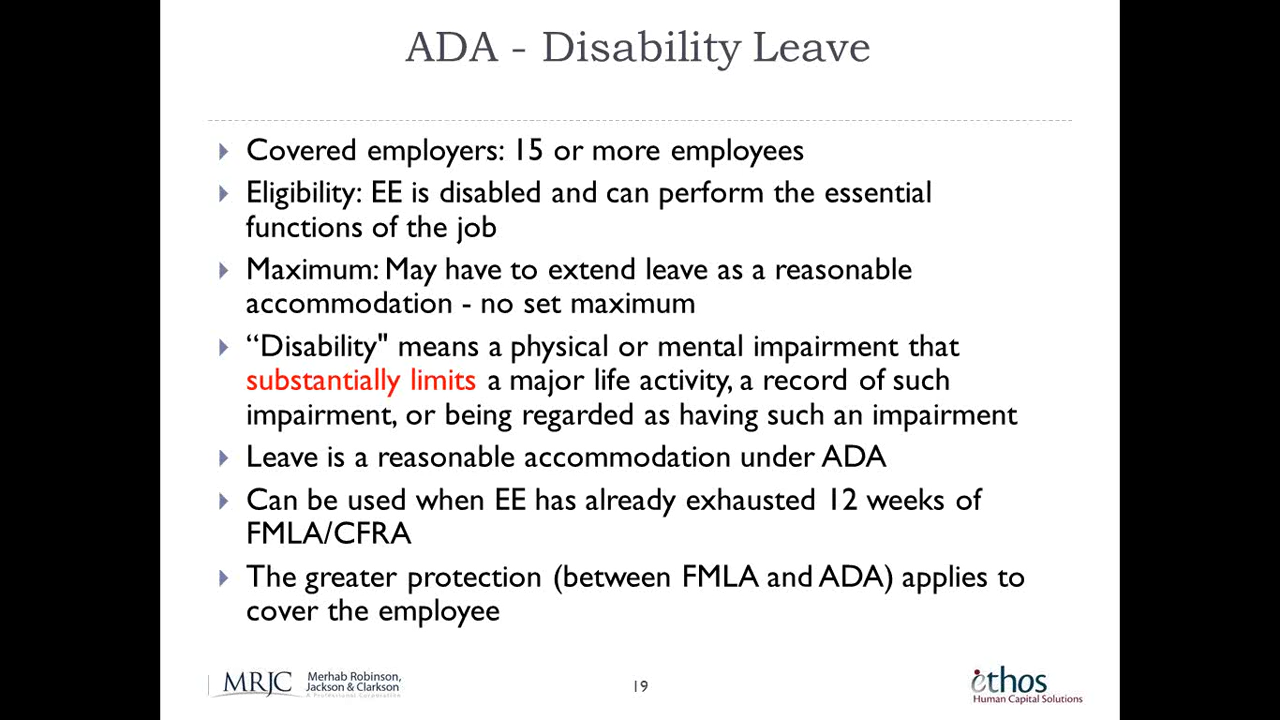 ADA - Disability Leave
Covered employers: 15 or more employees
Eligibility: EE is disabled and can perform the essential
functions of the job
Maximum: May have to extend leave as a reasonable
accommodation - no set maximum
“Disability" means a physical or mental impairment that
substantially limits a major life activity, a record of such
impairment, or being regarded as having such an impairment
Leave is a reasonable accommodation under ADA
Can be used when EE has already exhausted 12 weeks of
FMLA/CFRA
The greater protection (between FMLA and ADA) applies to
cover the employee
MRJC Merhab Robinson,
Jackson & Clarkson
A Professional Corporation
19
ethos
Human Capital Solutions